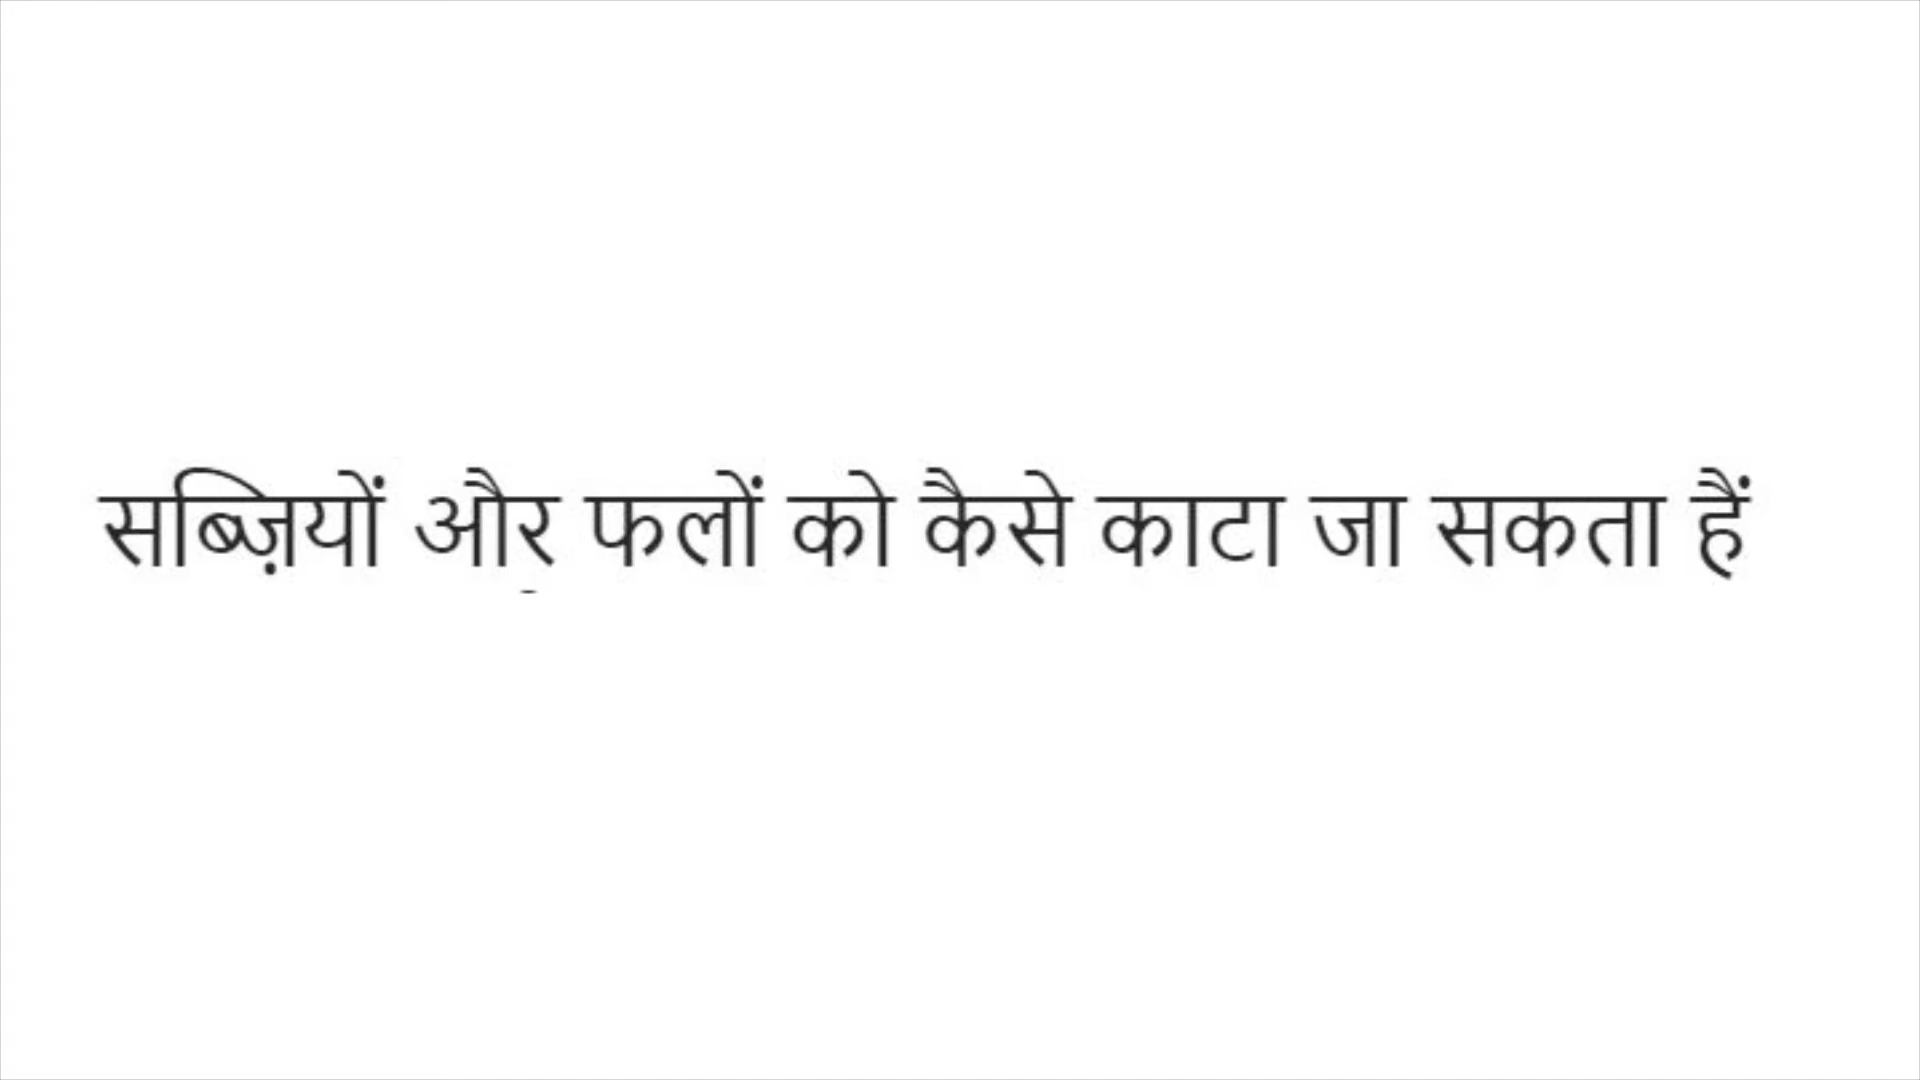 सब्ज़ियों और फलों को कैसे काटा जा सकता हैं